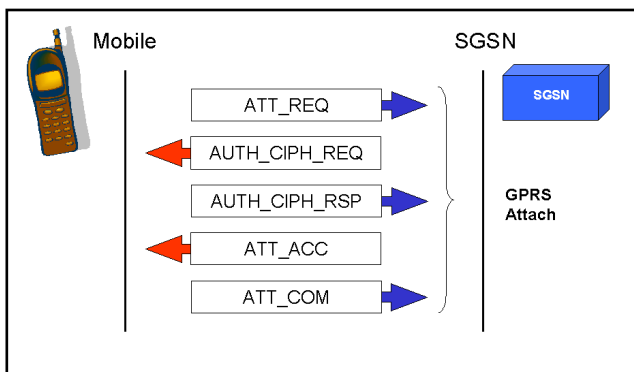 Mobile
SGSN
SGSN
ATT_REQ
AUTH_CIPH_REQ
AUTH_CIPH_RSP
GPRS
Attach
ATT_ACC
ATT_COM